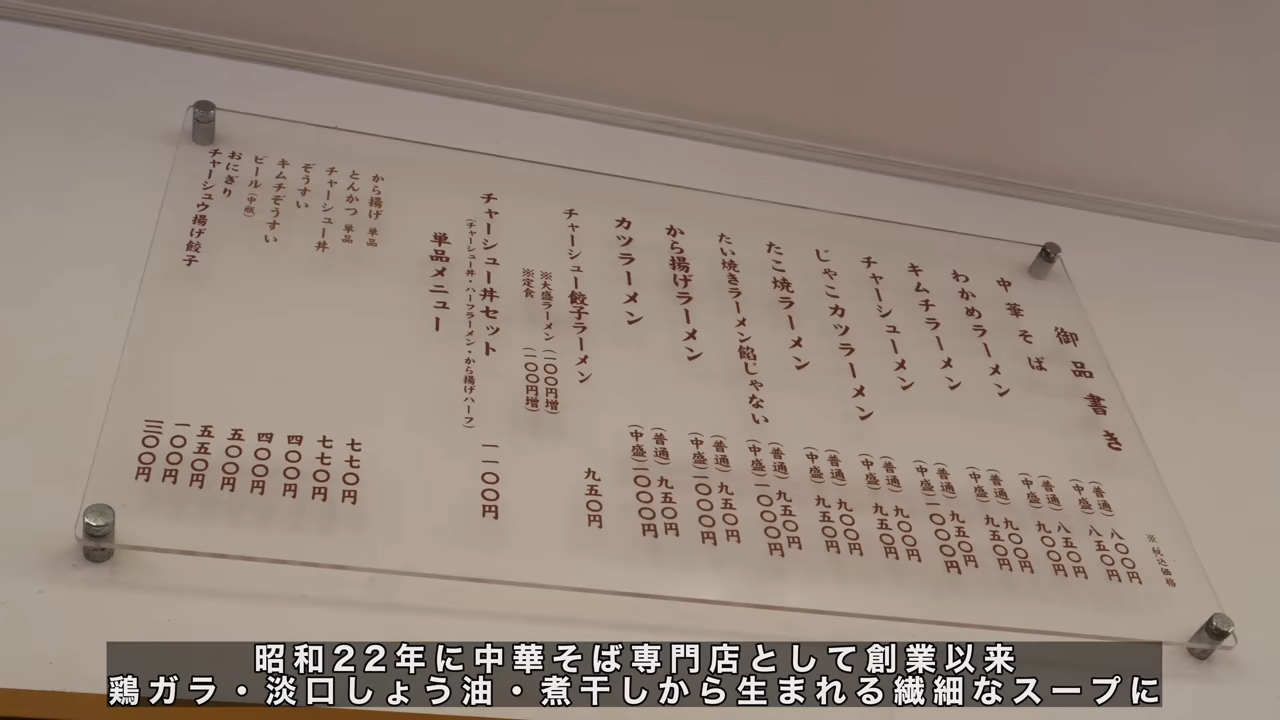 御品書き
※税込価格
中華そば (普通) 八〇〇円
(中盛) 八五〇円
わかめラーメン (普通) 八五〇円
(中盛) 九〇〇円
キムチラーメン (普通) 九〇〇円
(中盛) 九五〇円
チャーシューメン (普通) 九五〇円
(中盛) 一〇〇〇円
じゃこカツラーメン (普通) 九〇〇円
(中盛) 九五〇円
たこ焼ラーメン (普通) 九〇〇円
(中盛) 九五〇円
たい焼きラーメン餡じゃない (普通) 九五〇円
(中盛) 一〇〇〇円
から揚げラーメン (普通) 九五〇円
(中盛) 一〇〇〇円
カツラーメン (普通) 九五〇円
(中盛) 一〇〇〇円
チャーシュー餃子ラーメン 九五〇円
※大盛ラーメン (一〇〇円増)
※定食 (一〇〇円増)
チャーシュー丼セット 一一〇〇円
(チャーシュー丼・ハーフラーメン・から揚げハーフ)
単品メニュー
から揚げ 単品 七七〇円
とんかつ 単品 七七〇円
チャーシュー丼 四〇〇円
ぞうすい 四〇〇円
キムチぞうすい 五〇〇円
ビール (中瓶) 五五〇円
おにぎり 一〇〇円
チャーシュウ揚げ餃子 三〇〇円
昭和22年に中華そば専門店として創業以来
鶏ガラ・淡口しょう油・煮干しから生まれる繊細なスープに